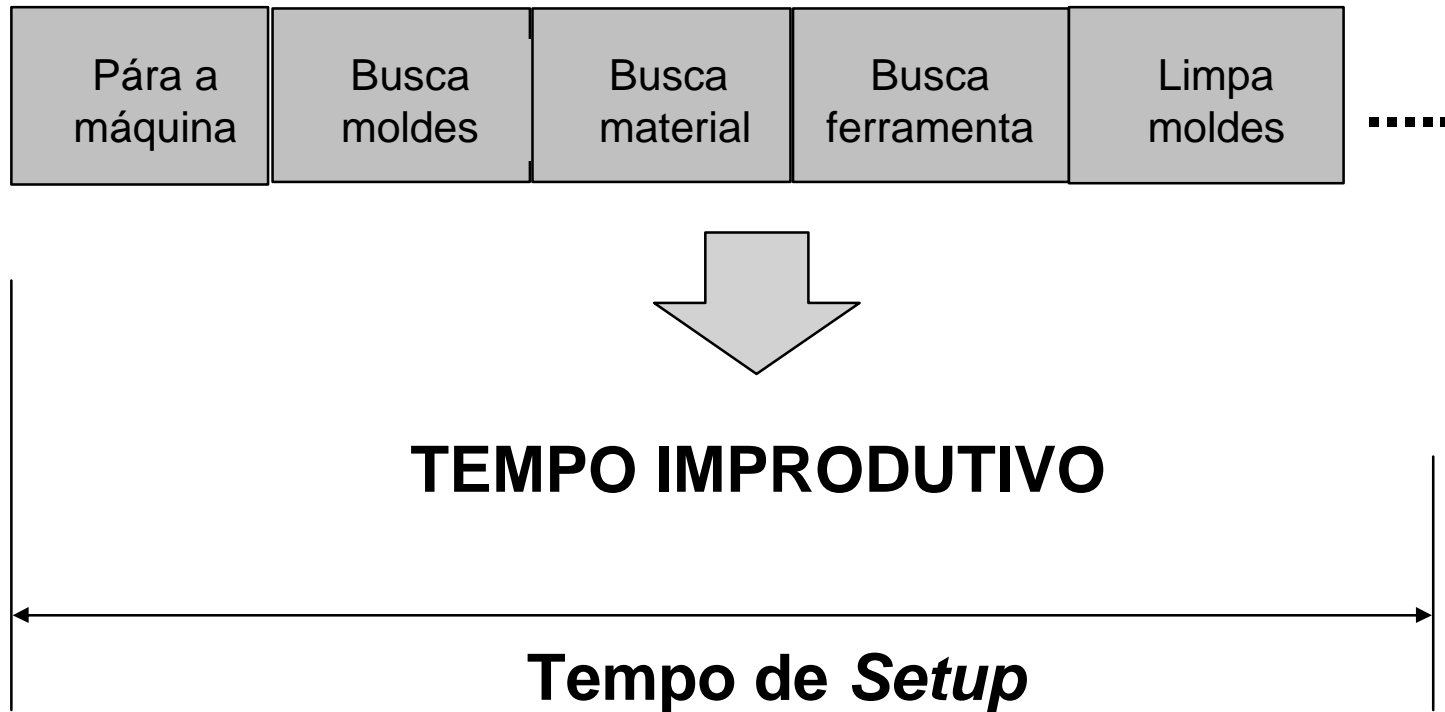 Pára a
máquina
Busca
moldes
Busca
material
Busca
ferramenta
Limpa
moldes
TEMPO IMPRODUTIVO
Tempo de Setup